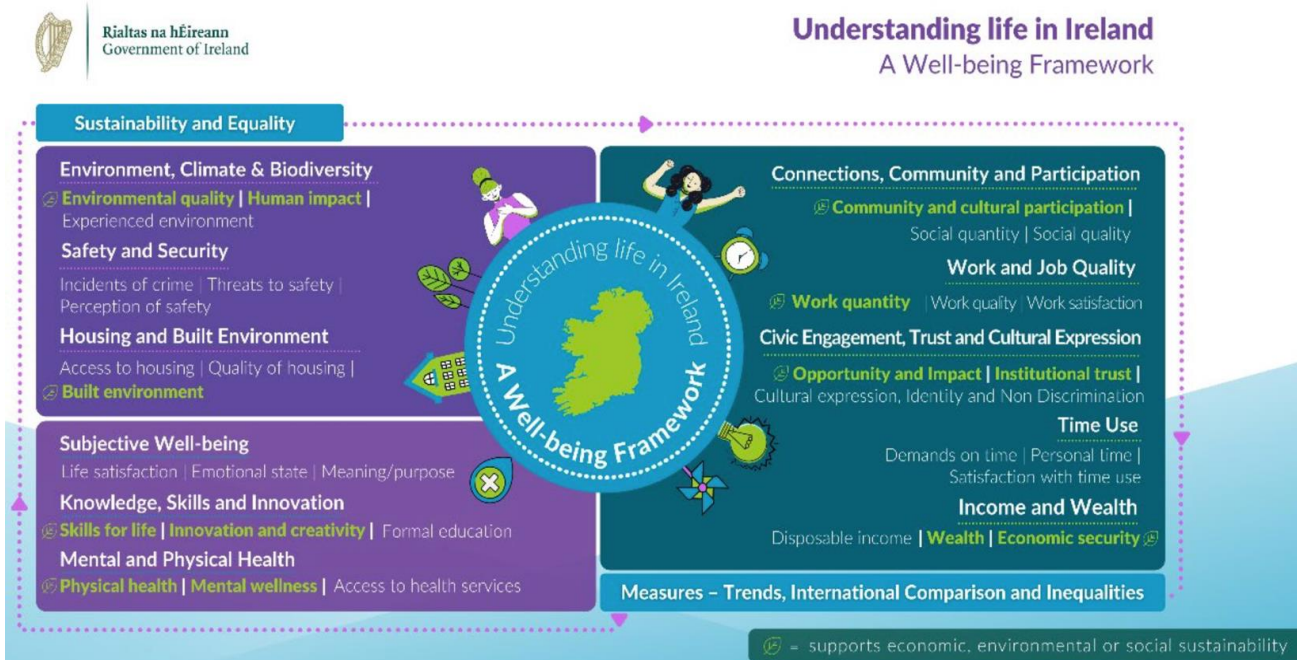 Rialtas na hÉireann
Government of Ireland
Understanding life in Ireland
A Well-being Framework
Sustainability and Equality
Environment, Climate & Biodiversity
Environmental quality | Human impact |
Experienced environment
Safety and Security
Incidents of crime | Threats to safety |
Perception of safety
Housing and Built Environment
Access to housing | Quality of housing |
Built environment
Subjective Well-being
Life satisfaction | Emotional state | Meaning/purpose
Knowledge, Skills and Innovation
Skills for life | Innovation and creativity | Formal education
Mental and Physical Health
Physical health | Mental wellness | Access to health services
Understanding life in Ireland
A Well-being Framework
Connections, Community and Participation
Community and cultural participation |
Social quantity | Social quality
Work and Job Quality
Work quantity | Work quality | Work satisfaction
Civic Engagement, Trust and Cultural Expression
Opportunity and Impact | Institutional trust |
Cultural expression, Identity and Non Discrimination
Time Use
Demands on time | Personal time |
Satisfaction with time use
Income and Wealth
Disposable income | Wealth | Economic security
Measures – Trends, International Comparison and Inequalities
= supports economic, environmental or social sustainability